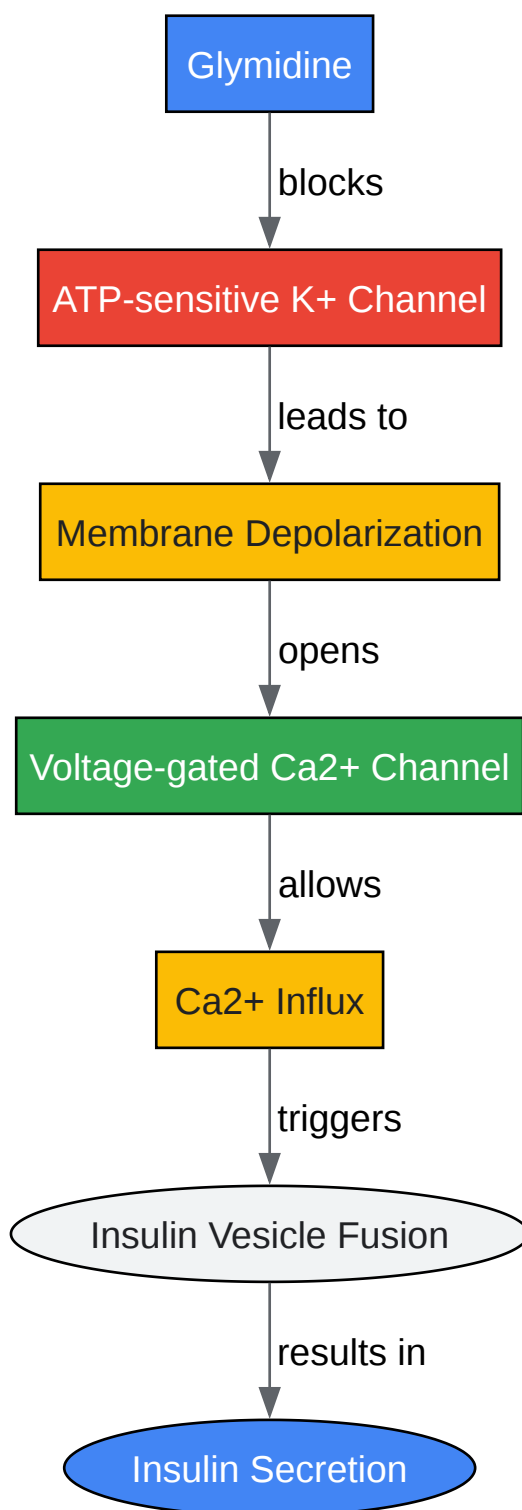 Glymidine
blocks
ATP-sensitive K+ Channel
leads to
Membrane Depolarization
opens
Voltage-gated Ca2+ Channel
allows
Ca2+ Influx
triggers
Insulin Vesicle Fusion
results in
Insulin Secretion